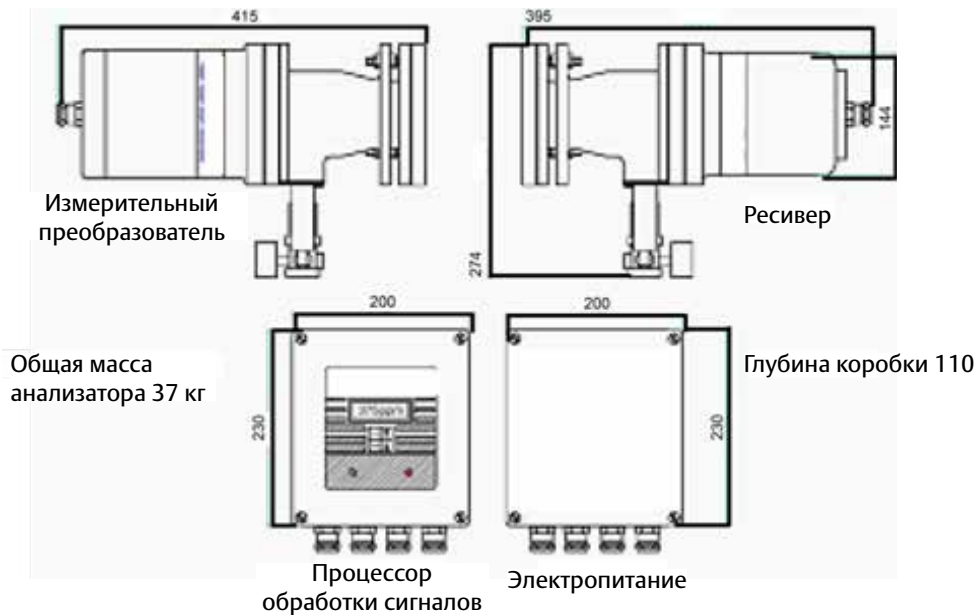 415
395
144
Измерительный
преобразователь
Ресивер
274
200
200
Общая масса
анализатора 37 кг
Глубина коробки 110
230
230
Процессор
обработки сигналов
Электропитание